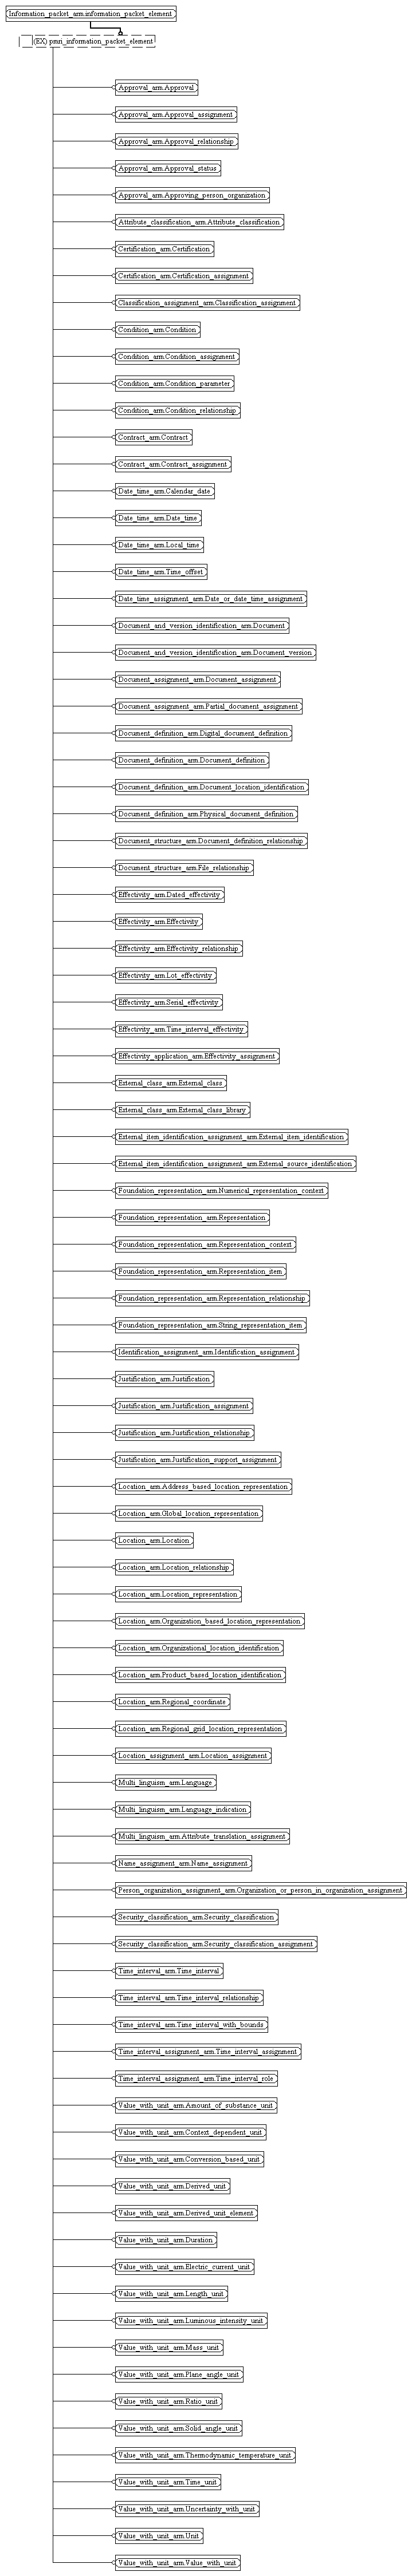 Information_packet_arm.information_packet_element
(EX) pmri_information_packet_element
Approval_arm.Approval
Approval_arm.Approval_assignment
Approval_arm.Approval_relationship
Approval_arm.Approval_status
Approval_arm.Approving_person_organization
Attribute_classification_arm.Attribute_classification
Certification_arm.Certification
Certification_arm.Certification_assignment
Classification_assignment_arm.Classification_assignment
Condition_arm.Condition
Condition_arm.Condition_assignment
Condition_arm.Condition_parameter
Condition_arm.Condition_relationship
Contract_arm.Contract
Contract_arm.Contract_assignment
Date_time_arm.Calendar_date
Date_time_arm.Date_time
Date_time_arm.Local_time
Date_time_arm.Time_offset
Date_time_assignment_arm.Date_or_date_time_assignment
Document_and_version_identification_arm.Document
Document_and_version_identification_arm.Document_version
Document_assignment_arm.Document_assignment
Document_assignment_arm.Partial_document_assignment
Document_definition_arm.Digital_document_definition
Document_definition_arm.Document_definition
Document_definition_arm.Document_location_identification
Document_definition_arm.Physical_document_definition
Document_structure_arm.Document_definition_relationship
Document_structure_arm.File_relationship
Effectivity_arm.Dated_effectivity
Effectivity_arm.Effectivity
Effectivity_arm.Effectivity_relationship
Effectivity_arm.Lot_effectivity
Effectivity_arm.Serial_effectivity
Effectivity_arm.Time_interval_effectivity
Effectivity_application_arm.Effectivity_assignment
External_class_arm.External_class
External_class_arm.External_class_library
External_item_identification_assignment_arm.External_item_identification
External_item_identification_assignment_arm.External_source_identification
Foundation_representation_arm.Numerical_representation_context
Foundation_representation_arm.Representation
Foundation_representation_arm.Representation_context
Foundation_representation_arm.Representation_item
Foundation_representation_arm.Representation_relationship
Foundation_representation_arm.String_representation_item
Identification_assignment_arm.Identification_assignment
Justification_arm.Justification
Justification_arm.Justification_assignment
Justification_arm.Justification_relationship
Justification_arm.Justification_support_assignment
Location_arm.Address_based_location_representation
Location_arm.Global_location_representation
Location_arm.Location
Location_arm.Location_relationship
Location_arm.Location_representation
Location_arm.Organization_based_location_representation
Location_arm.Organizational_location_identification
Location_arm.Product_based_location_identification
Location_arm.Regional_coordinate
Location_arm.Regional_grid_location_representation
Location_assignment_arm.Location_assignment
Multi_linguism_arm.Language
Multi_linguism_arm.Language_indication
Multi_linguism_arm.Attribute_translation_assignment
Name_assignment_arm.Name_assignment
Person_organization_assignment_arm.Organization_or_person_in_organization_assignment
Security_classification_arm.Security_classification
Security_classification_arm.Security_classification_assignment
Time_interval_arm.Time_interval
Time_interval_arm.Time_interval_relationship
Time_interval_arm.Time_interval_with_bounds
Time_interval_assignment_arm.Time_interval_assignment
Time_interval_assignment_arm.Time_interval_role
Value_with_unit_arm.Amount_of_substance_unit
Value_with_unit_arm.Context_dependent_unit
Value_with_unit_arm.Conversion_based_unit
Value_with_unit_arm.Derived_unit
Value_with_unit_arm.Derived_unit_element
Value_with_unit_arm.Duration
Value_with_unit_arm.Electric_current_unit
Value_with_unit_arm.Length_unit
Value_with_unit_arm.Luminous_intensity_unit
Value_with_unit_arm.Mass_unit
Value_with_unit_arm.Plane_angle_unit
Value_with_unit_arm.Ratio_unit
Value_with_unit_arm.Solid_angle_unit
Value_with_unit_arm.Thermodynamic_temperature_unit
Value_with_unit_arm.Time_unit
Value_with_unit_arm.Uncertainty_with_unit
Value_with_unit_arm.Unit
Value_with_unit_arm.Value_with_unit